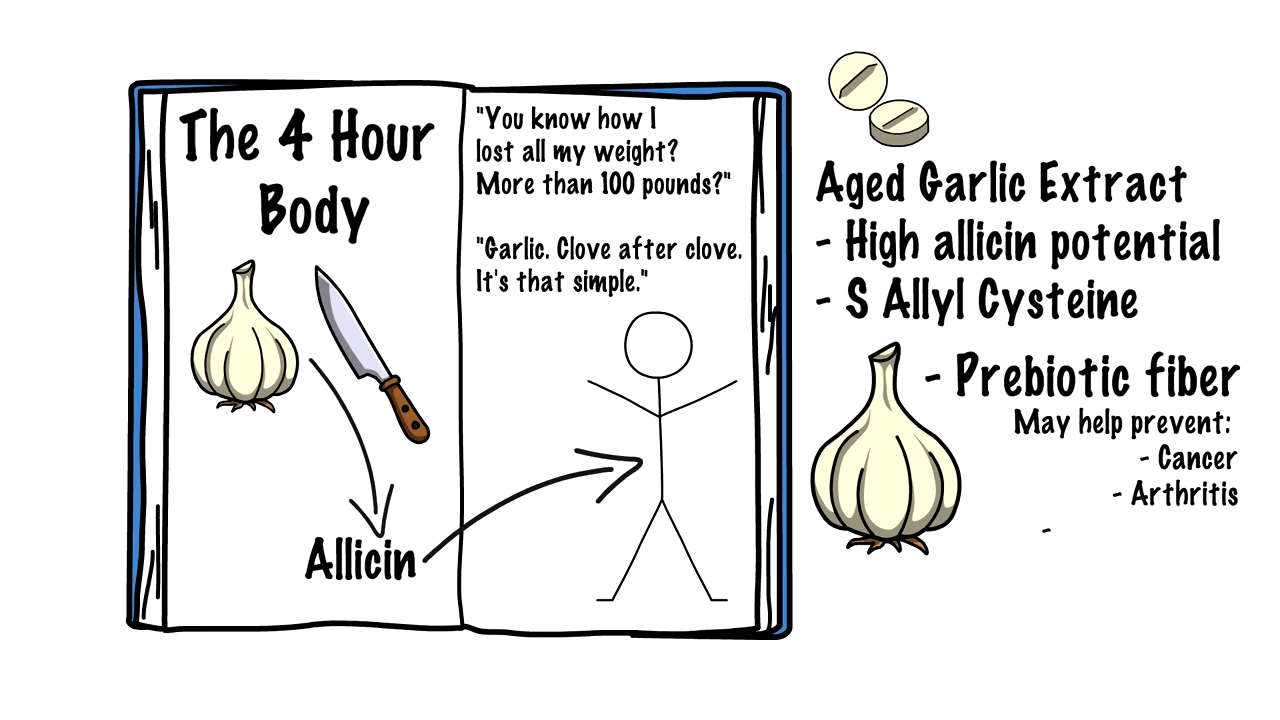 The 4 Hour
Body
Allicin
"You know how I
lost all my weight?
More than 100 pounds?"
"Garlic. Clove after clove.
It's that simple."
Aged Garlic Extract
- High allicin potential
- S Allyl Cysteine
- Prebiotic fiber
May help prevent:
- Cancer
- Arthritis
-